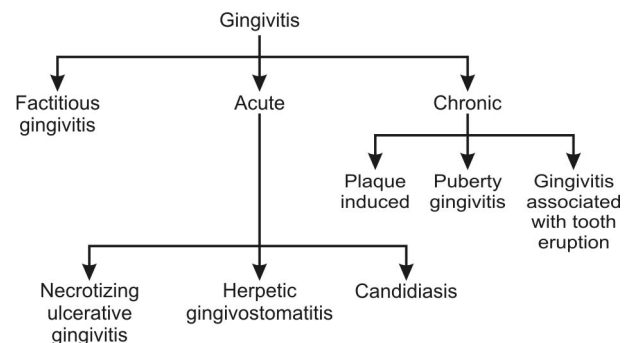 Gingivitis
Factitious
gingivitis
Acute
Chronic
Plaque
induced
Puberty
gingivitis
Gingivitis
associated
with tooth
eruption
Necrotizing
ulcerative
gingivitis
Herpetic
gingivostomatitis
Candidiasis